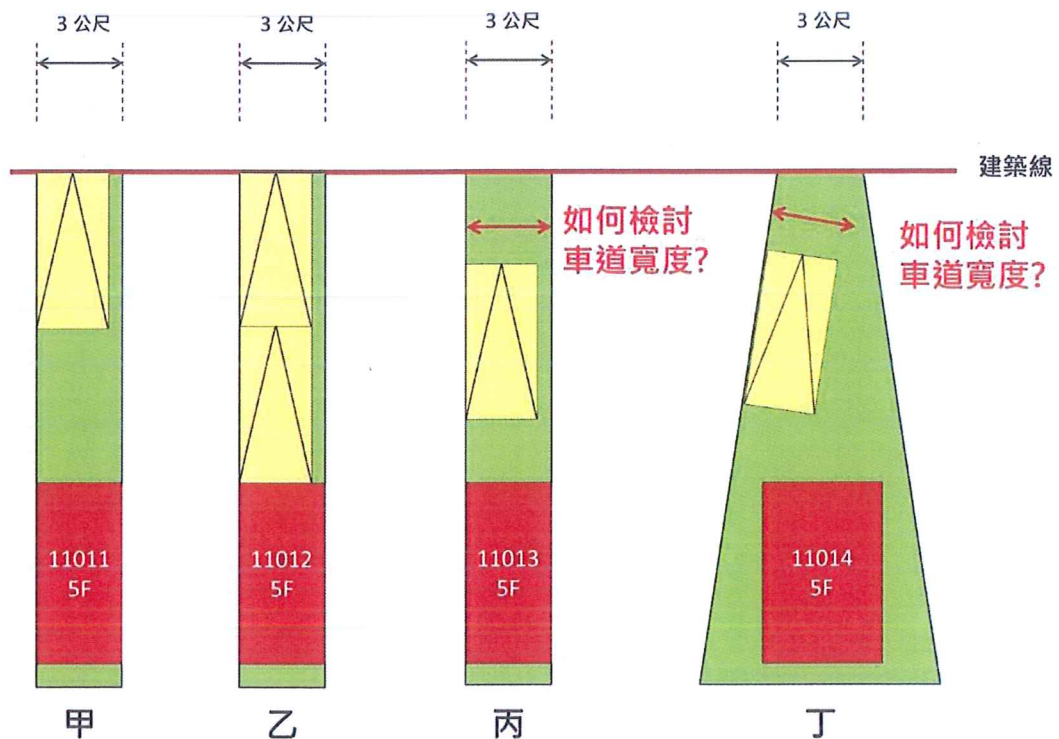 3 公尺
3 公尺
3 公尺
3 公尺
建築線
如何檢討
車道寬度?
如何檢討
車道寬度?
11011
5F
11012
5F
11013
5F
11014
5F
甲
乙
丙
丁